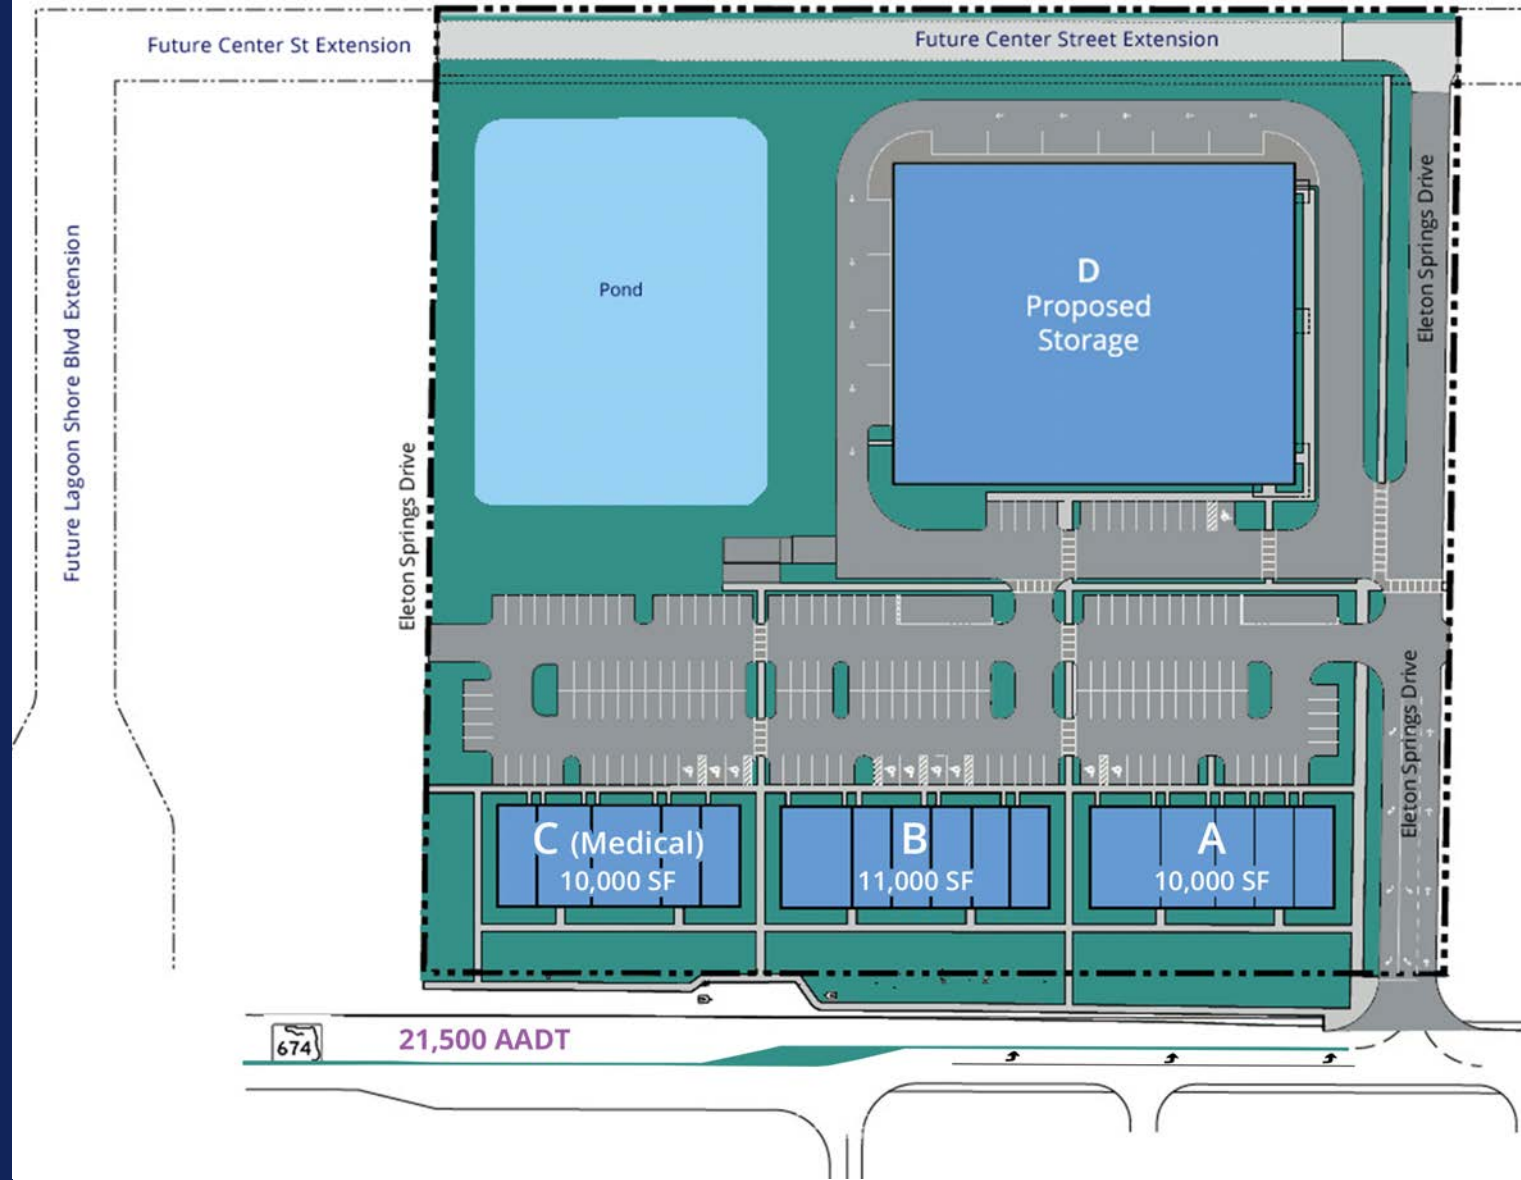 Future Center St Extension
Future Center Street Extension
Future Lagoon Shore Blvd Extension
Pond
D
Proposed
Storage
Eleton Springs Drive
Eleton Springs Drive
Eleton Springs Drive
C (Medical)
10,000 SF
B
11,000 SF
A
10,000 SF
674
21,500 AADT